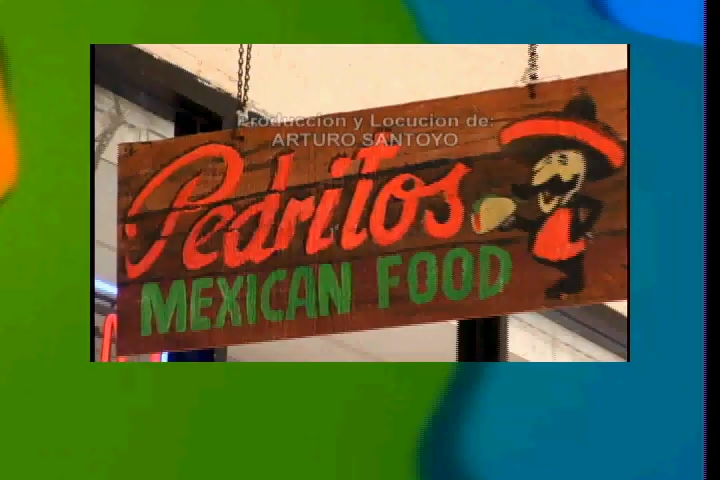 Produccion y Locucion de:
ARTURO SANTOYO
Pedritos
MEXICAN FOOD